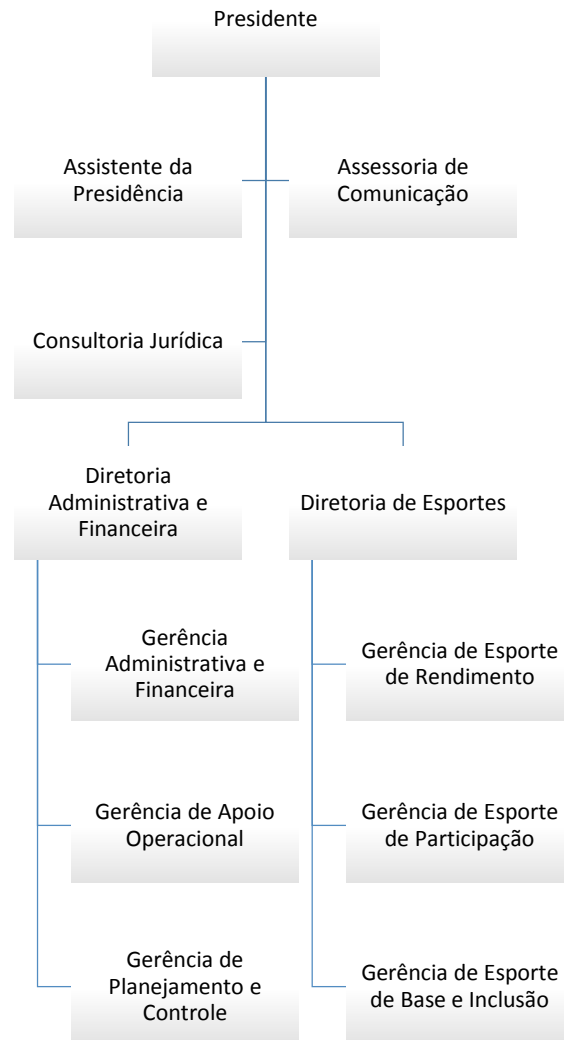 Presidente
Assistente da
Presidência
Assessoria de
Comunicação
Consultoria Jurídica
Diretoria
Administrativa e
Financeira
Diretoria de Esportes
Gerência
Administrativa e
Financeira
Gerência de Esporte
de Rendimento
Gerência de Apoio
Operacional
Gerência de Esporte
de Participação
Gerência de
Planejamento e
Controle
Gerência de Esporte
de Base e Inclusão